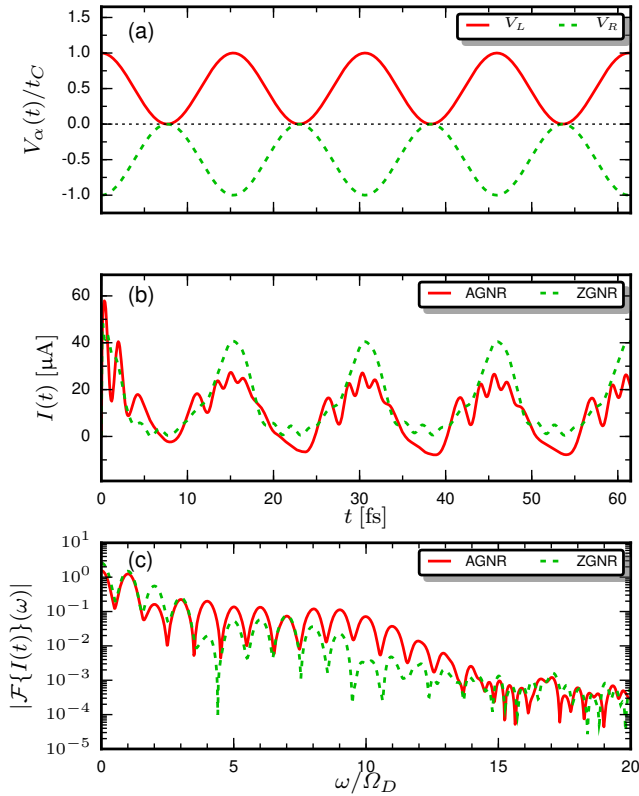 (a)
V_L V_R
1.5
1.0
0.5
0.0
-0.5
-1.0
V_α(t)/t_C
(b)
AGNR ZGNR
60
40
20
0
I(t) [µA]
0 10 20 30 40 50 60
t [fs]
(c)
AGNR ZGNR
10^1
10^0
10^-1
10^-2
10^-3
10^-4
10^-5
|F{I(t)}(ω)|
0 5 10 15 20
ω/Ω_D